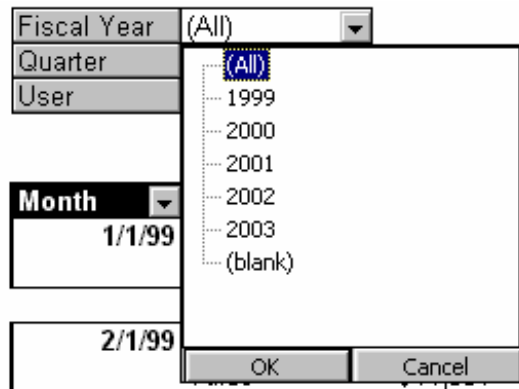 Fiscal Year (All)
Quarter
User
(All)
1999
2000
2001
2002
2003
(blank)
Month
1/1/99
2/1/99
OK Cancel